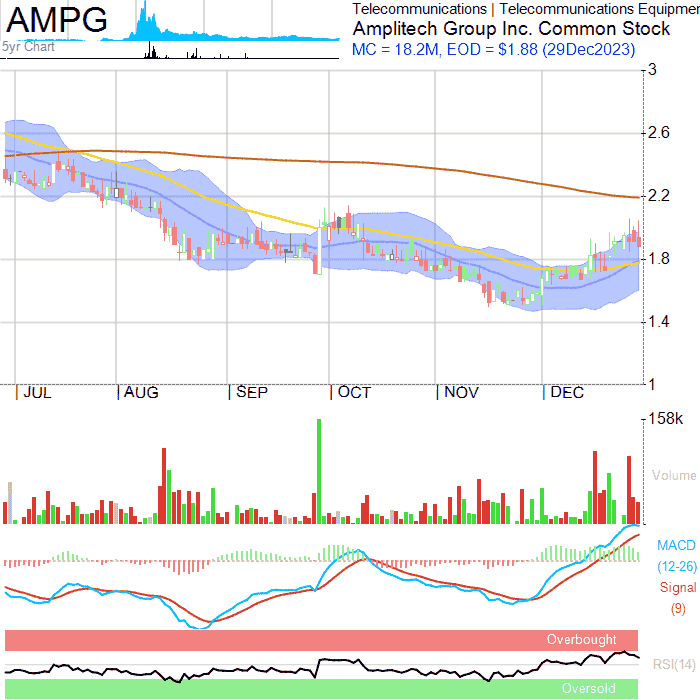 AMPG
5yr Chart
Telecommunications | Telecommunications Equipmen
Amplitech Group Inc. Common Stock
MC = 18.2M, EOD = $1.88 (29Dec2023)
3
2.6
2.2
1.8
1.4
1
JUL AUG SEP OCT NOV DEC
158k
Volume
MACD
(12-26)
Signal
(9)
Overbought
RSI(14)
Oversold